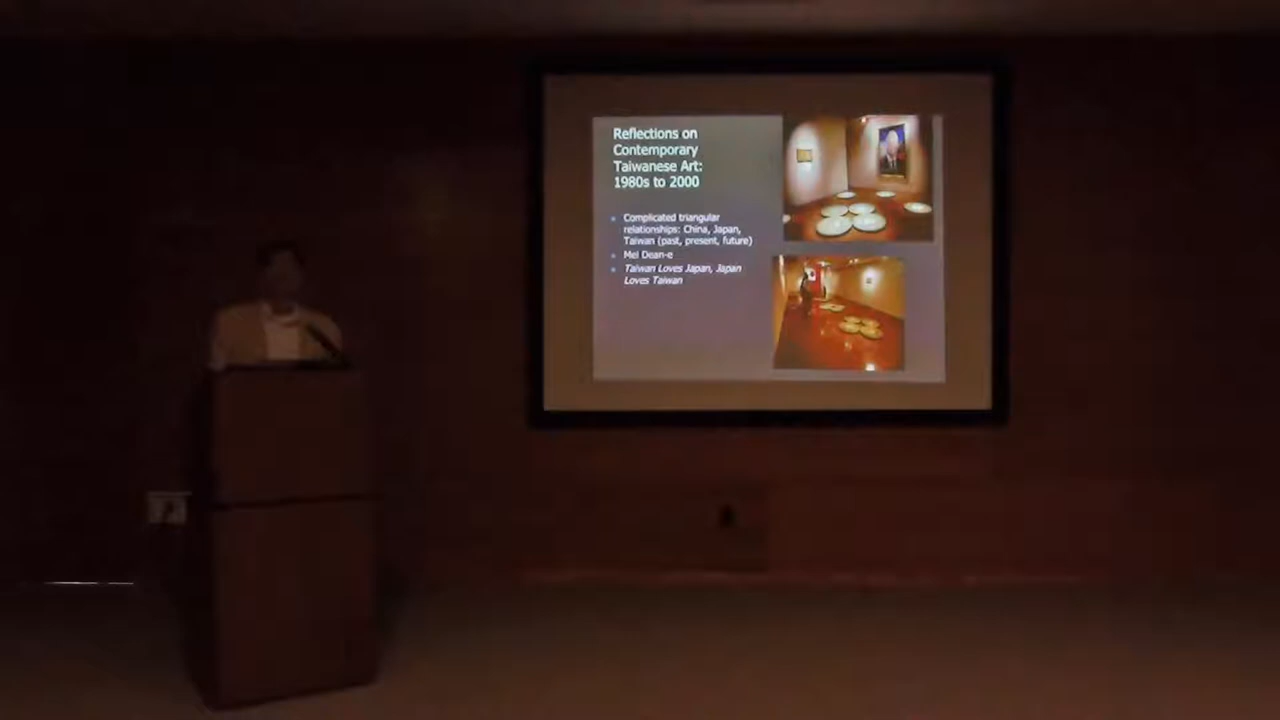 Reflections on
Contemporary
Taiwanese Art:
1980s to 2000
Complicated triangular
relationships: China, Japan,
Taiwan (past, present, future)
Mei Dean-e
Taiwan Loves Japan, Japan
Loves Taiwan